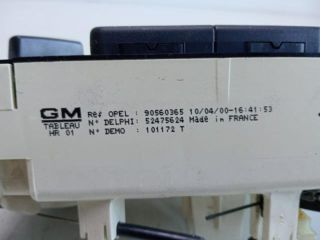 GM
TABLEAU
HR 01
Ref OPEL : 90560365 10/04/00-16:41:53
N° DELPHI: 52475624 Made in FRANCE
N° DEMO : 101172 T